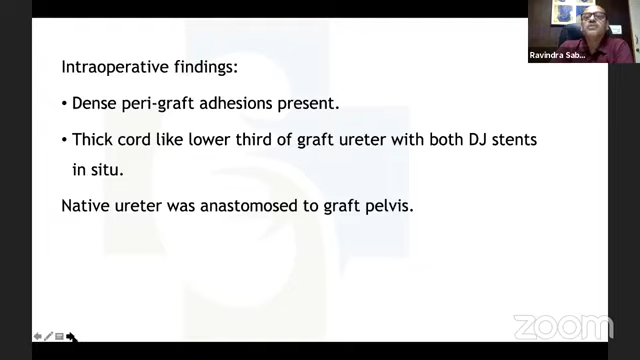 Intraoperative findings:
• Dense peri-graft adhesions present.
• Thick cord like lower third of graft ureter with both DJ stents
in situ.
Native ureter was anastomosed to graft pelvis.
Ravindra Sab...
zoom